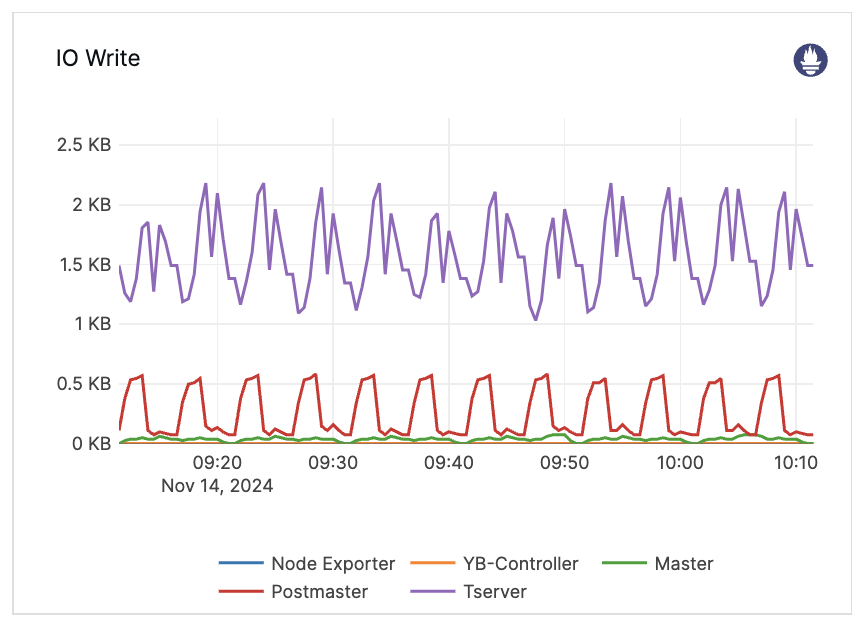 IO Write
2.5 KB
2 KB
1.5 KB
1 KB
0.5 KB
0 KB
09:20 09:30 09:40 09:50 10:00 10:10
Nov 14, 2024
Node Exporter YB-Controller Master
Postmaster Tserver